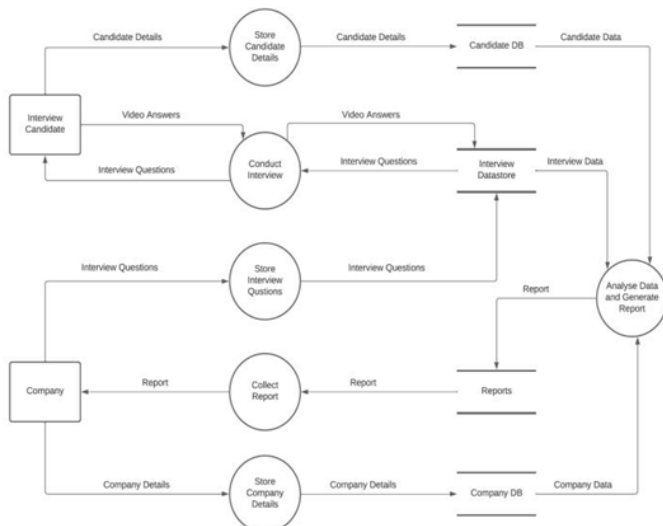 Candidate Details
Store
Candidate
Details
Candidate Details
Candidate DB
Candidate Data
Interview
Candidate
Video Answers
Video Answers
Interview Questions
Conduct
Interview
Interview Questions
Interview
Datastore
Interview Data
Interview Questions
Store
Interview
Qustions
Interview Questions
Analyse Data
and Generate
Report
Report
Company
Report
Collect
Report
Report
Reports
Company Details
Store
Company
Details
Company Details
Company DB
Company Data